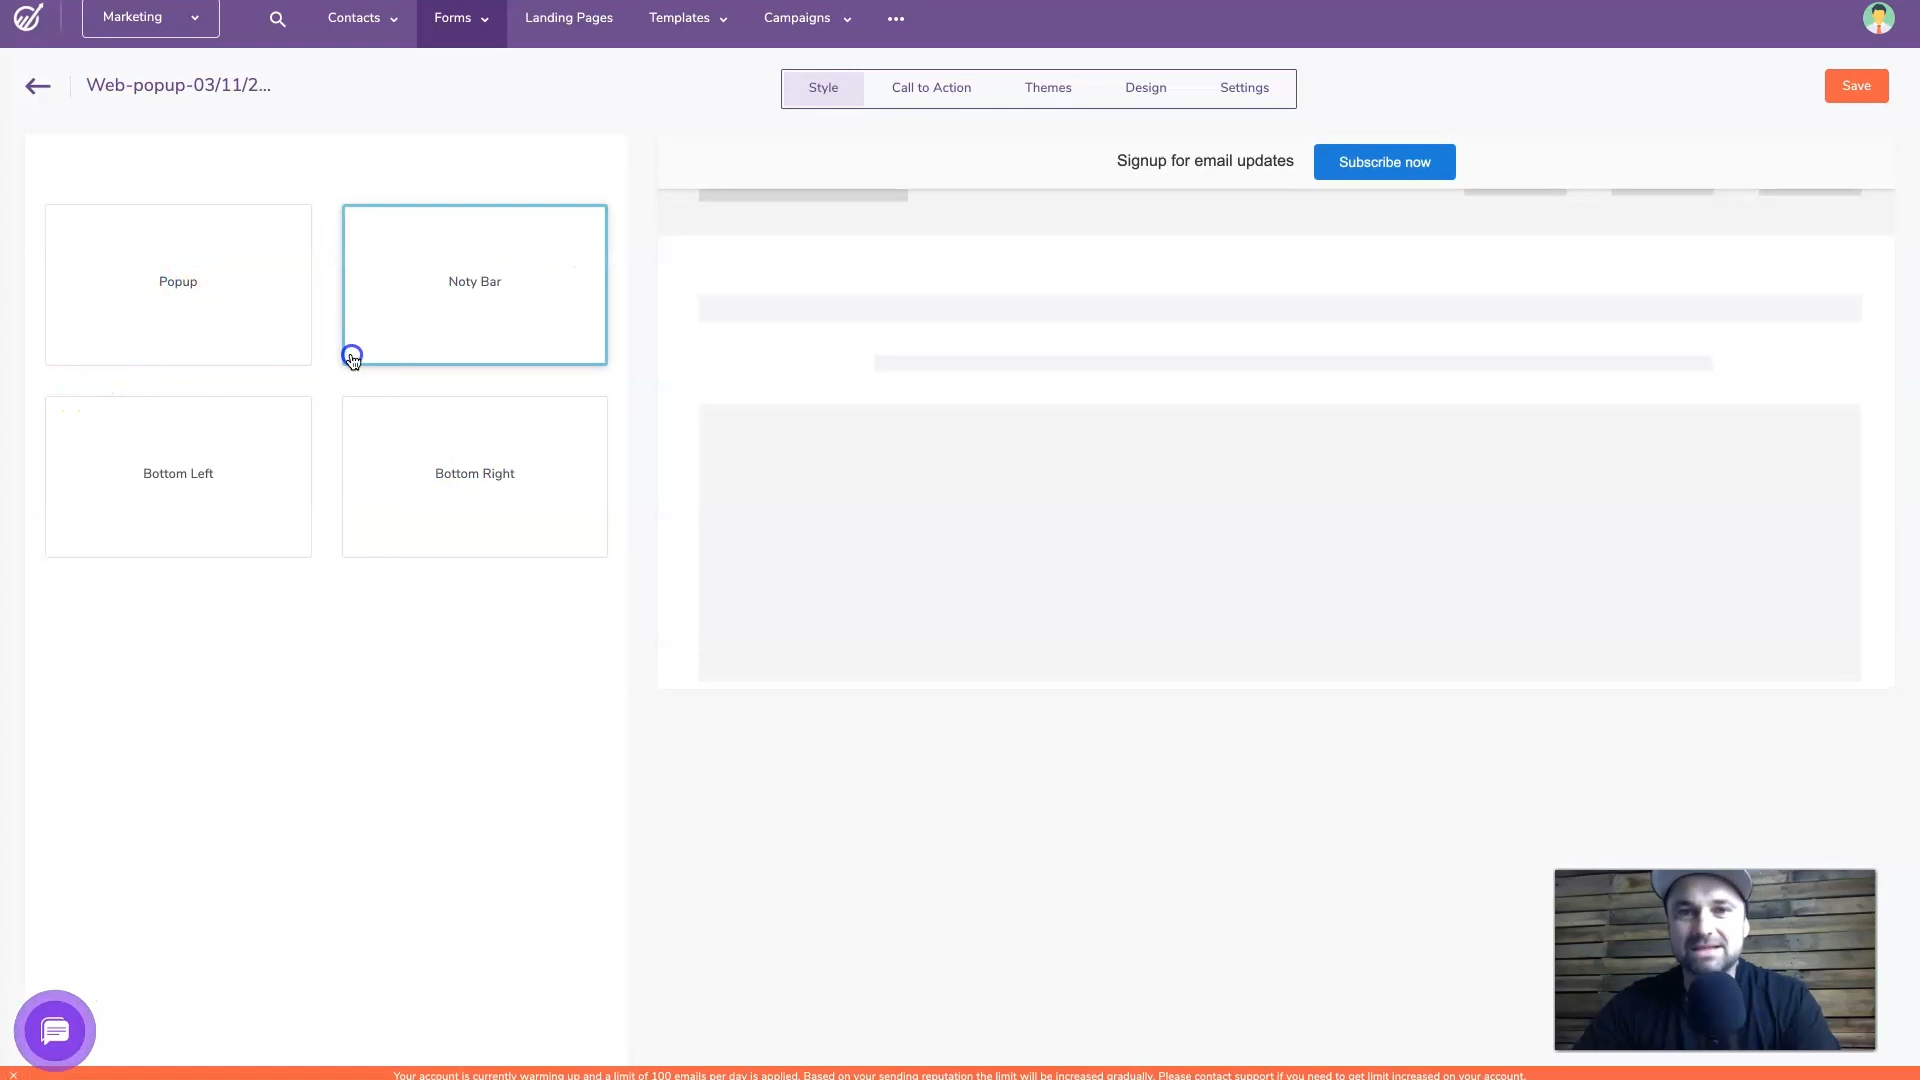 Marketing
Contacts
Forms
Landing Pages
Templates
Campaigns
Web-popup-03/11/2...
Style
Call to Action
Themes
Design
Settings
Save
Signup for email updates
Subscribe now
Popup
Noty Bar
Bottom Left
Bottom Right
Your account is currently warming up and a limit of 100 emails per day is applied. Based on your sending reputation the limit will be increased gradually. Please contact support if you need to get limit increased on your account.